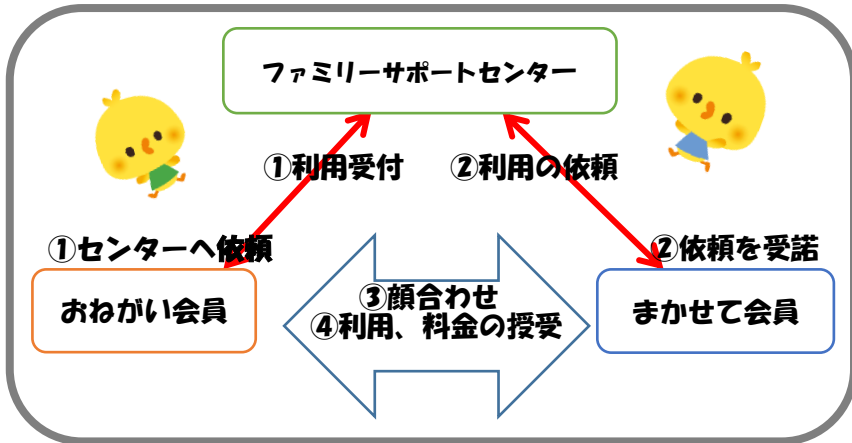 ファミリーサポートセンター
①利用受付
②利用の依頼
①センターへ依頼
②依頼を受諾
おねがい会員
③顔合わせ
④利用、料金の授受
まかせて会員